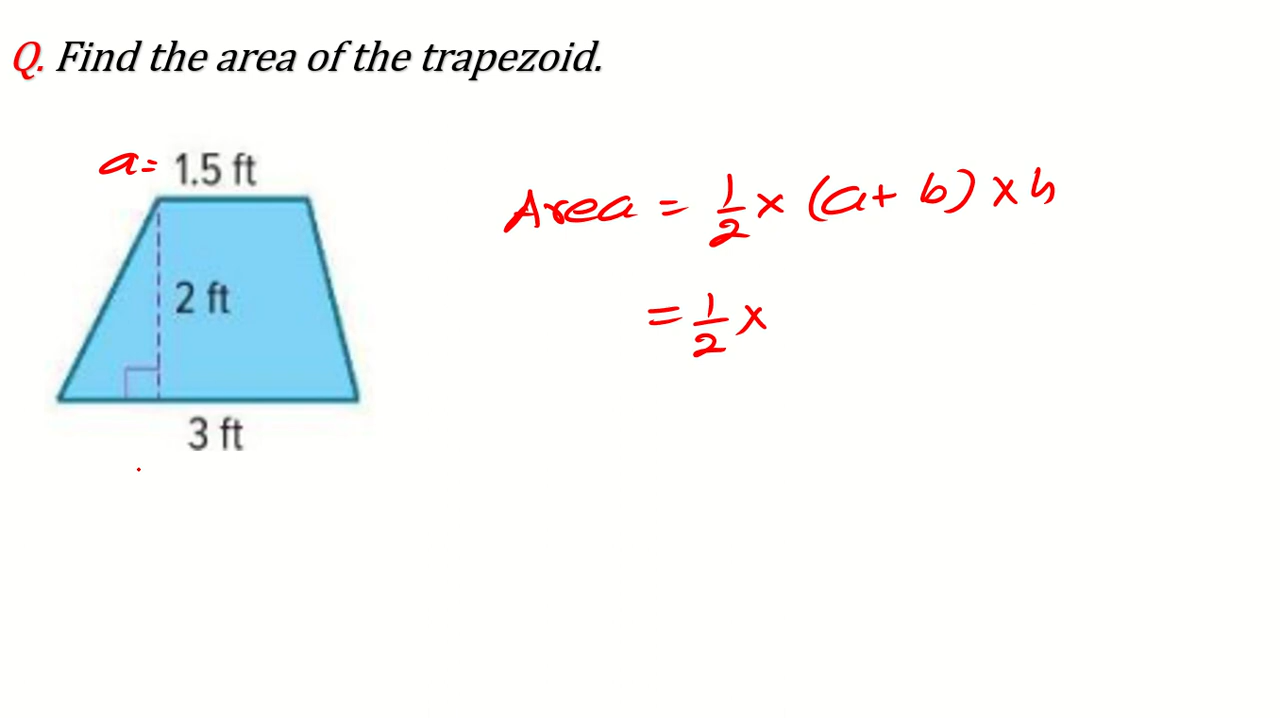 Q. Find the area of the trapezoid.
a= 1.5 ft
Area = 1/2 x (a+ b) x h
2 ft
= 1/2 x
3 ft